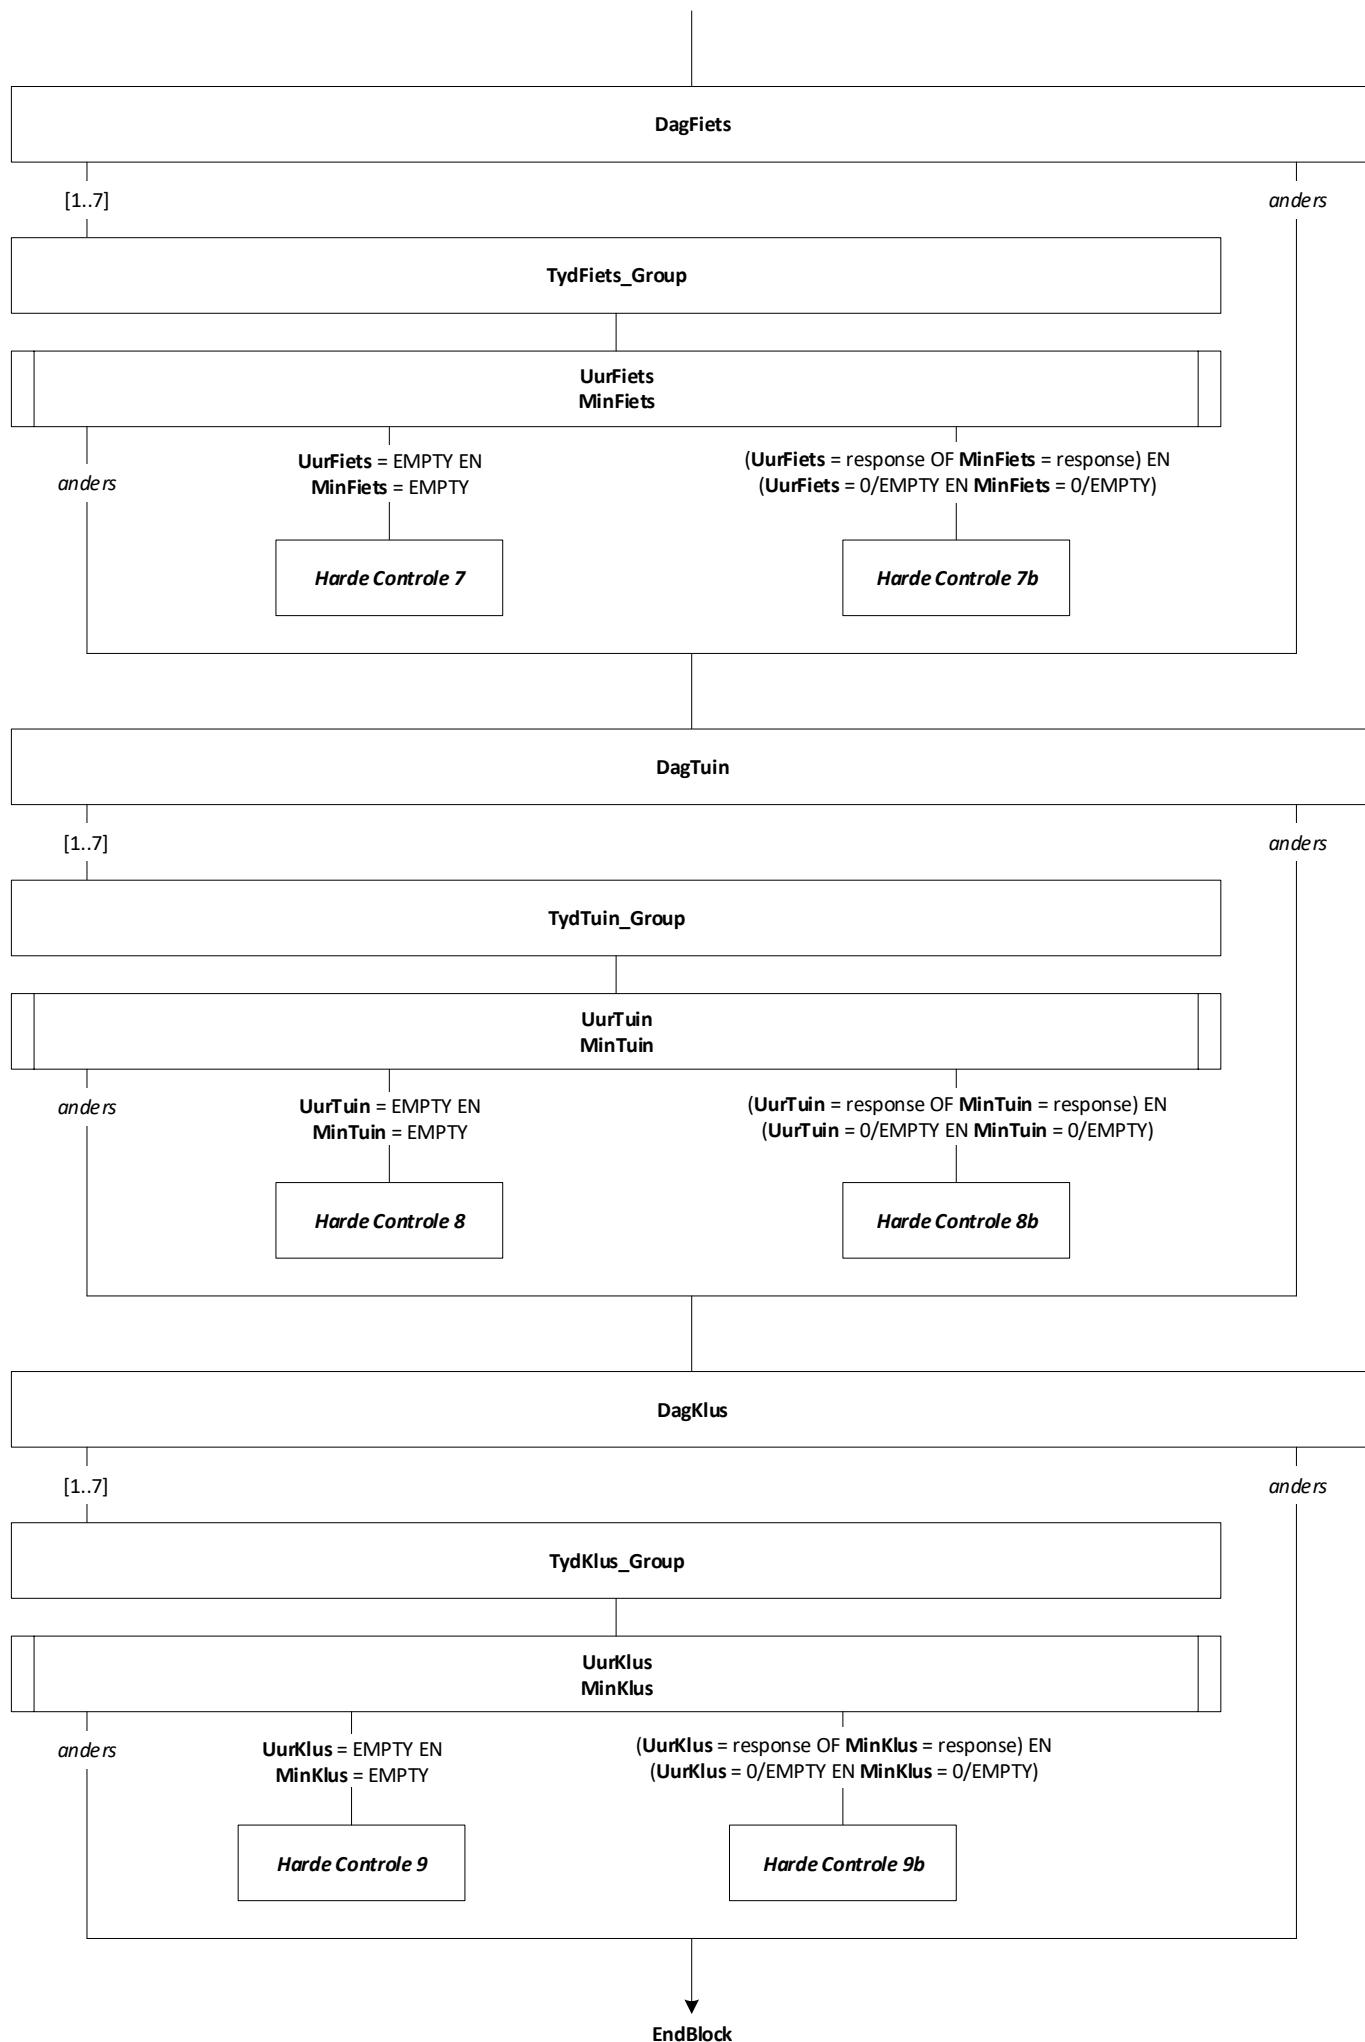 DagFiets
[1..7]
anders
TydFiets_Group
UurFiets
MinFiets
anders
UurFiets = EMPTY EN
MinFiets = EMPTY
(UurFiets = response OF MinFiets = response) EN
(UurFiets = 0/EMPTY EN MinFiets = 0/EMPTY)
Harde Controle 7
Harde Controle 7b
DagTuin
[1..7]
anders
TydTuin_Group
UurTuin
MinTuin
anders
UurTuin = EMPTY EN
MinTuin = EMPTY
(UurTuin = response OF MinTuin = response) EN
(UurTuin = 0/EMPTY EN MinTuin = 0/EMPTY)
Harde Controle 8
Harde Controle 8b
DagKlus
[1..7]
anders
TydKlus_Group
UurKlus
MinKlus
anders
UurKlus = EMPTY EN
MinKlus = EMPTY
(UurKlus = response OF MinKlus = response) EN
(UurKlus = 0/EMPTY EN MinKlus = 0/EMPTY)
Harde Controle 9
Harde Controle 9b
EndBlock